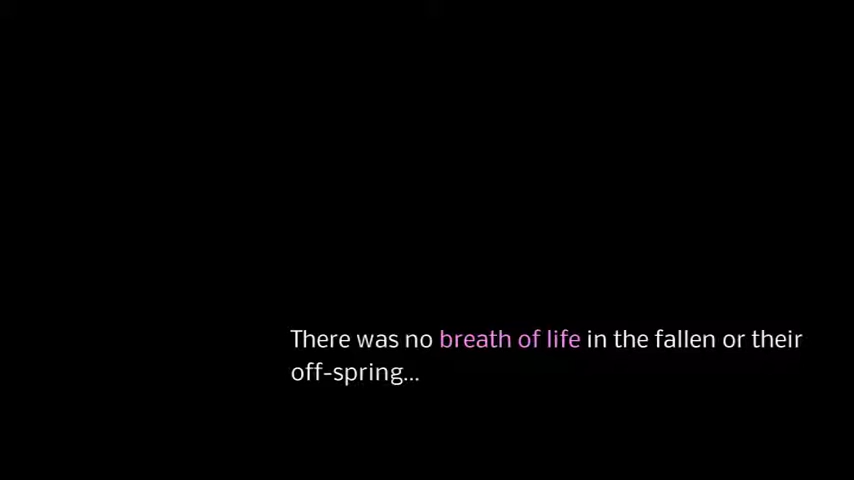 There was no breath of life in the fallen or their
off-spring...